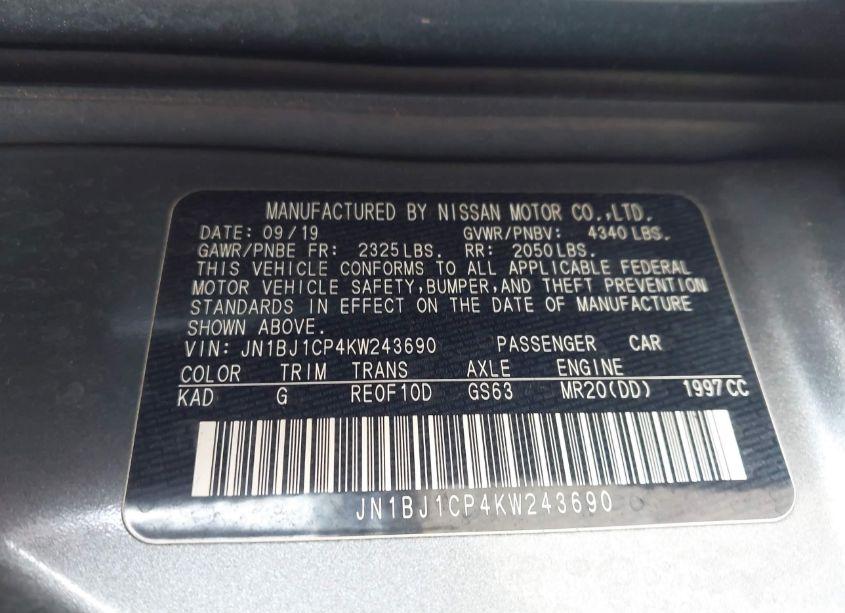 MANUFACTURED BY NISSAN MOTOR CO.,LTD.
DATE: 09/19 GVWR/PNBV: 4340 LBS.
GAWR/PNBE FR: 2325 LBS. RR: 2050 LBS.
THIS VEHICLE CONFORMS TO ALL APPLICABLE FEDERAL
MOTOR VEHICLE SAFETY,BUMPER,AND THEFT PREVENTION
STANDARDS IN EFFECT ON THE DATE OF MANUFACTURE
SHOWN ABOVE.
VIN: JN1BJ1CP4KW243690 PASSENGER CAR
COLOR TRIM TRANS AXLE ENGINE
KAD G RE0F10D GS63 MR20(DD) 1997CC
JN1BJ1CP4KW243690